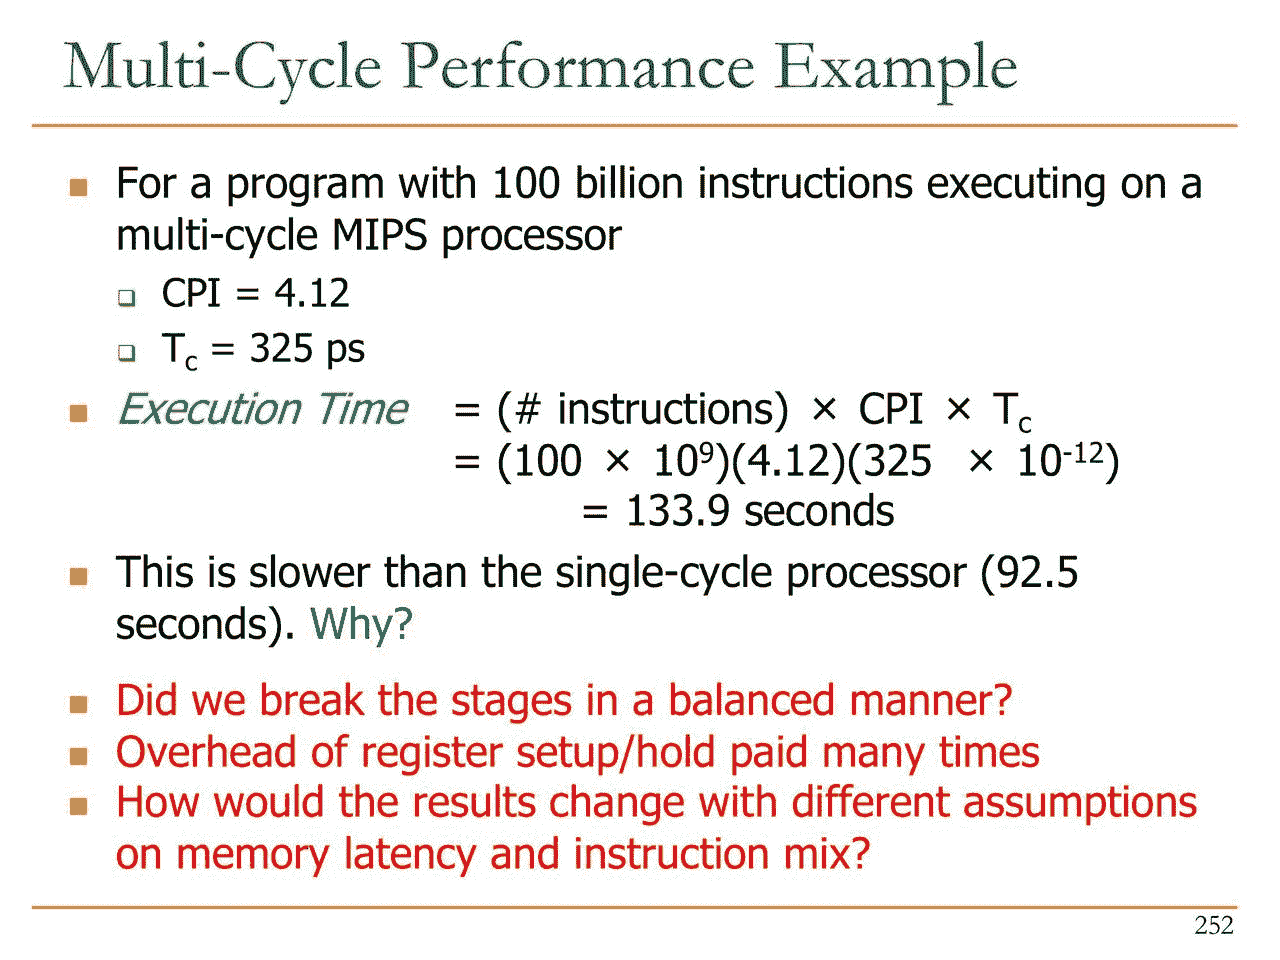 Multi-Cycle Performance Example
For a program with 100 billion instructions executing on a
multi-cycle MIPS processor
CPI = 4.12
Tc = 325 ps
Execution Time = (# instructions) × CPI × Tc
= (100 × 10⁹)(4.12)(325 × 10⁻¹²)
= 133.9 seconds
This is slower than the single-cycle processor (92.5
seconds). Why?
Did we break the stages in a balanced manner?
Overhead of register setup/hold paid many times
How would the results change with different assumptions
on memory latency and instruction mix?
252